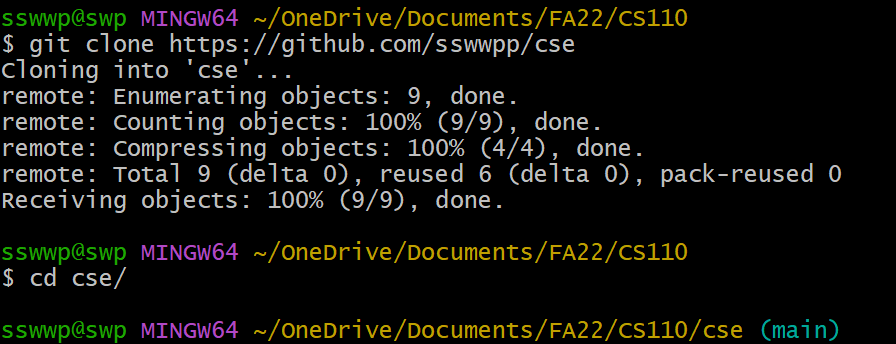 sswwp@swp MINGW64 ~/OneDrive/Documents/FA22/CS110
$ git clone https://github.com/sswwpp/cse
Cloning into 'cse'...
remote: Enumerating objects: 9, done.
remote: Counting objects: 100% (9/9), done.
remote: Compressing objects: 100% (4/4), done.
remote: Total 9 (delta 0), reused 6 (delta 0), pack-reused 0
Receiving objects: 100% (9/9), done.
sswwp@swp MINGW64 ~/OneDrive/Documents/FA22/CS110
$ cd cse/
sswwp@swp MINGW64 ~/OneDrive/Documents/FA22/CS110/cse (main)